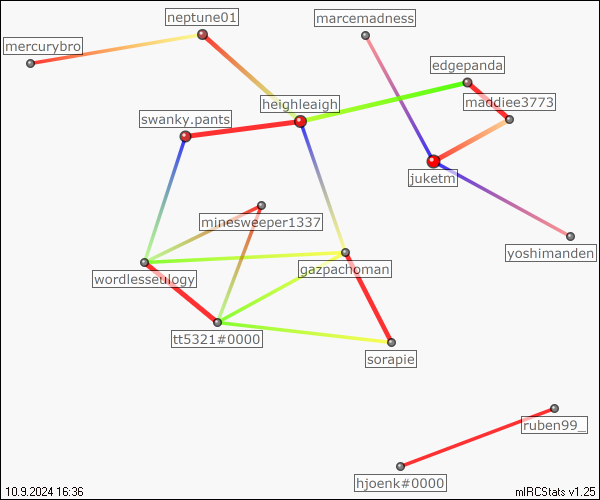 neptune01
marcemadness
mercurybro
edgepanda
heighleaigh
maddiee3773
swanky.pants
juketm
minesweeper1337
yoshimanden
gazpachoman
wordlesseulogy
tt5321#0000
sorapie
ruben99_
hjoenk#0000
10.9.2024 16:36
mIRCStats v1.25